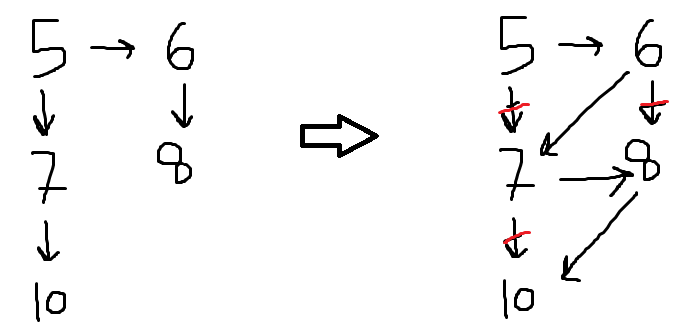 5 → 6 ⇒ 5 → 6
↓ ↓ ↓ ↓ ↙
7 8 7 → 8
↓ ↓ ↙
10 10